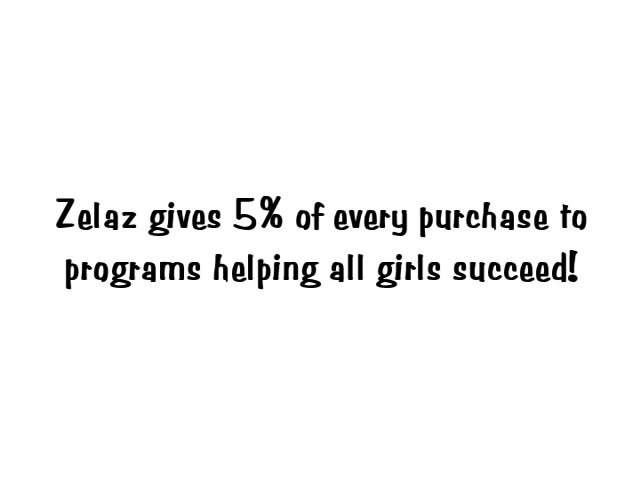 Zelaz gives 5% of every purchase to
programs helping all girls succeed!